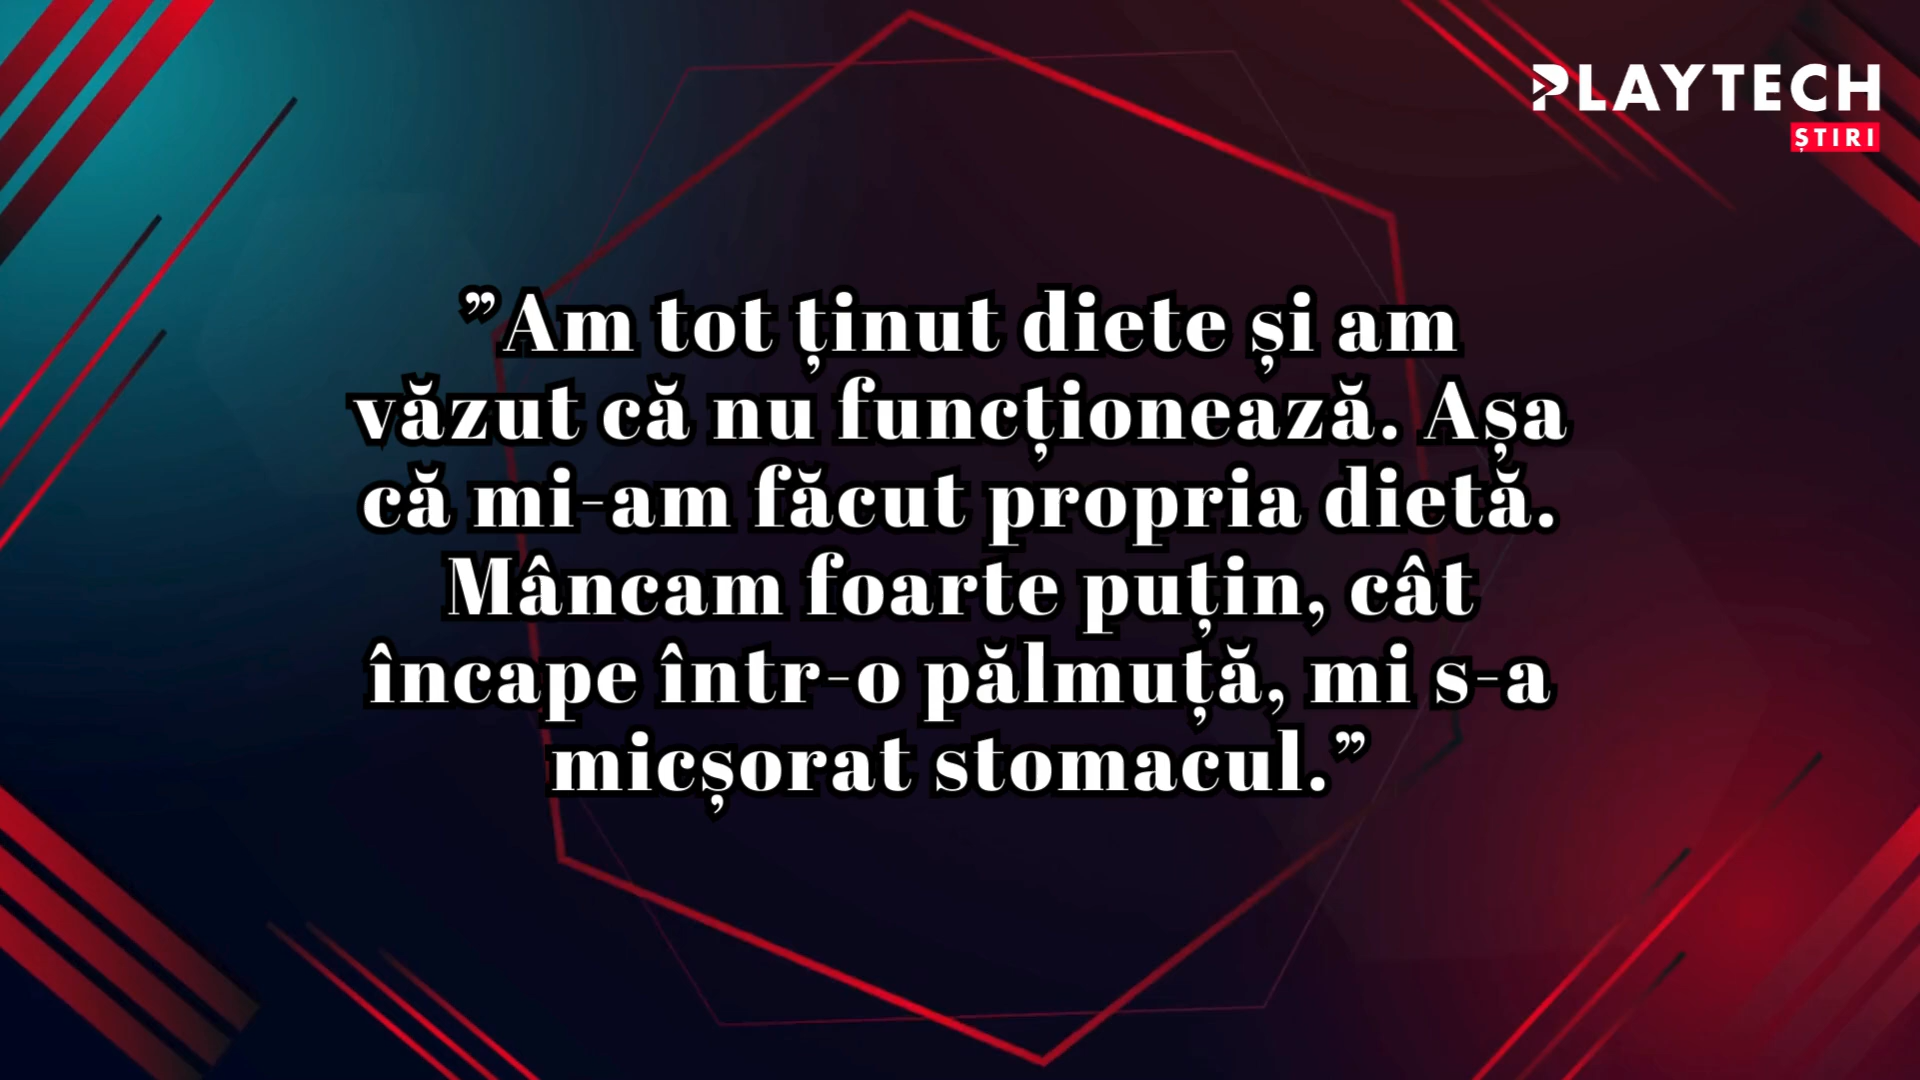 PLAYTECH
ȘTIRI
”Am tot ținut diete și am
văzut că nu funcționează. Așa
că mi-am făcut propria dietă.
Mâncam foarte puțin, cât
încape într-o pălmuță, mi s-a
micșorat stomacul.”